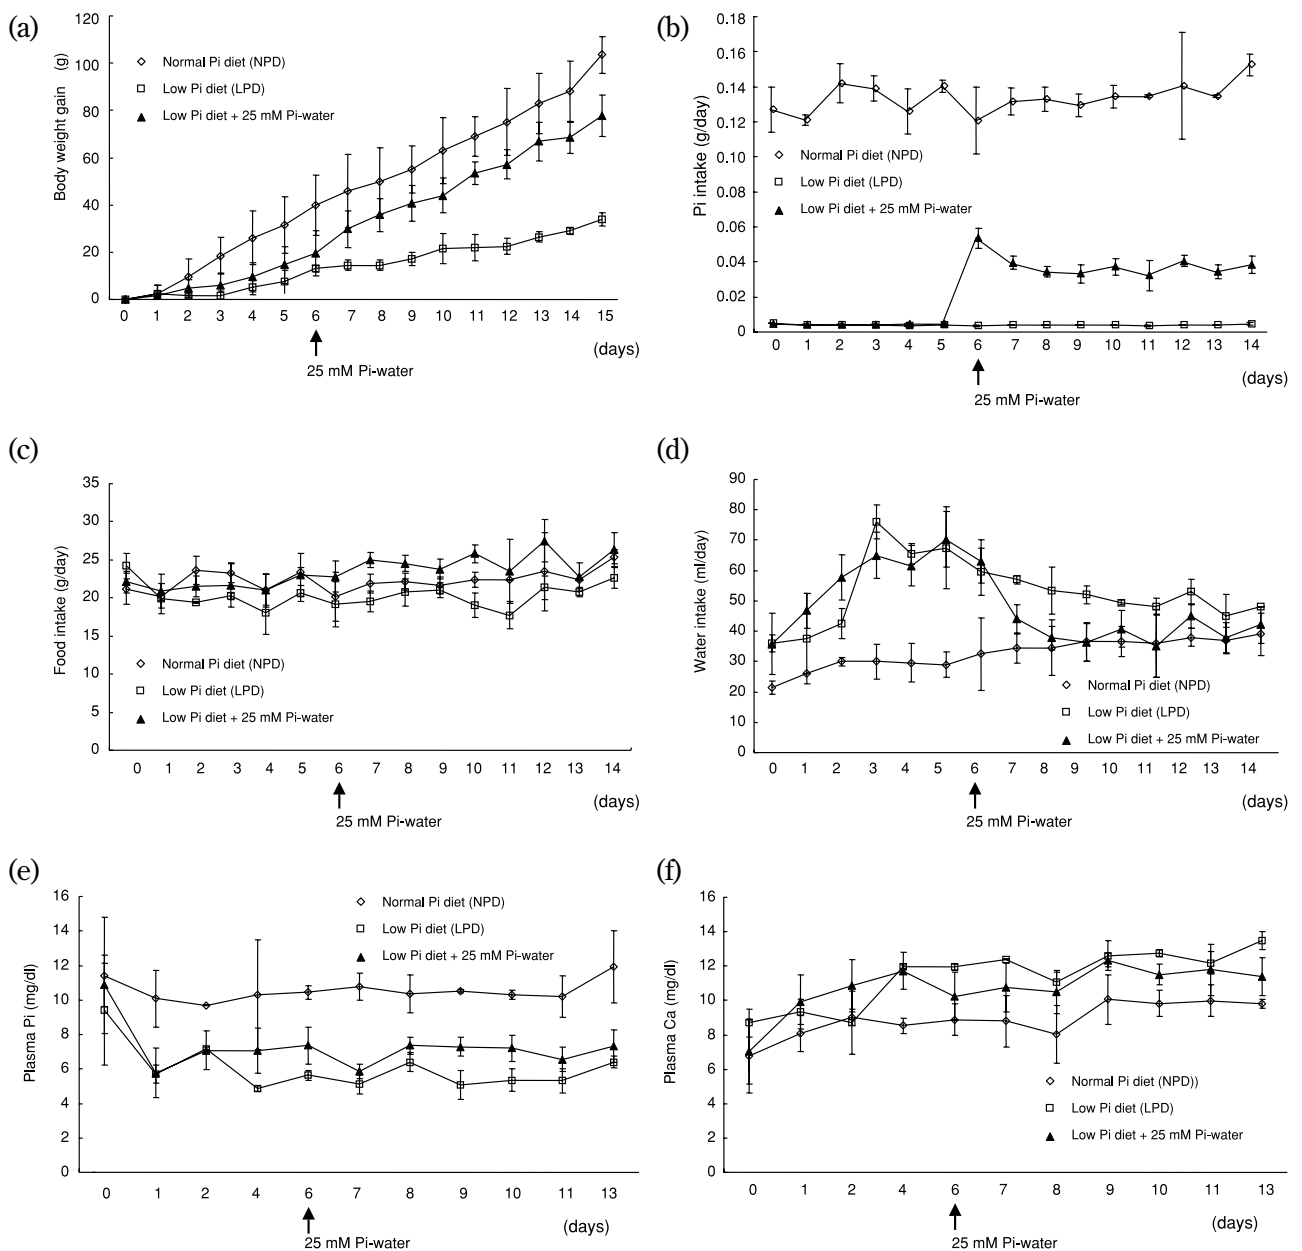 (a)
120
100
80
60
40
20
0
Body weight gain (g)
Normal Pi diet (NPD)
Low Pi diet (LPD)
Low Pi diet + 25 mM Pi-water
0 1 2 3 4 5 6 7 8 9 10 11 12 13 14 15
(days)
25 mM Pi-water
(b)
0.18
0.16
0.14
0.12
0.10
0.08
0.06
0.04
0.02
0
Pi intake (g/day)
Normal Pi diet (NPD)
Low Pi diet (LPD)
Low Pi diet + 25 mM Pi-water
0 1 2 3 4 5 6 7 8 9 10 11 12 13 14
(days)
25 mM Pi-water
(c)
35
30
25
20
15
10
5
0
Food intake (g/day)
Normal Pi diet (NPD)
Low Pi diet (LPD)
Low Pi diet + 25 mM Pi-water
0 1 2 3 4 5 6 7 8 9 10 11 12 13 14
(days)
25 mM Pi-water
(d)
90
80
70
60
50
40
30
20
10
0
Water intake (ml/day)
Normal Pi diet (NPD)
Low Pi diet (LPD)
Low Pi diet + 25 mM Pi-water
0 1 2 3 4 5 6 7 8 9 10 11 12 13 14
(days)
25 mM Pi-water
(e)
16
14
12
10
8
6
4
2
0
Plasma Pi (mg/dl)
Normal Pi diet (NPD)
Low Pi diet (LPD)
Low Pi diet + 25 mM Pi-water
0 1 2 4 6 7 8 9 10 11 13
(days)
25 mM Pi-water
(f)
16
14
12
10
8
6
4
2
0
Plasma Ca (mg/dl)
Normal Pi diet (NPD))
Low Pi diet (LPD)
Low Pi diet + 25 mM Pi-water
0 1 2 4 6 7 8 9 10 11 13
(days)
25 mM Pi-water